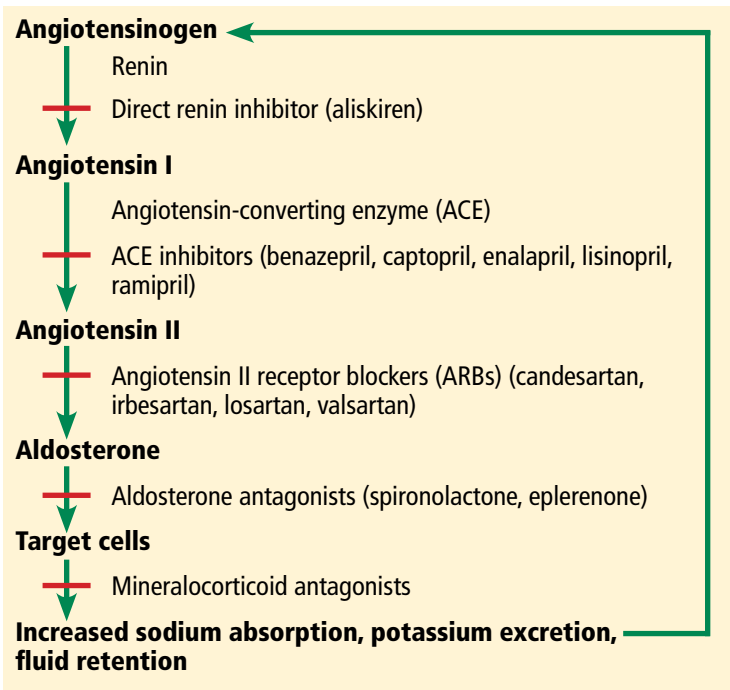 Angiotensinogen
Renin
Direct renin inhibitor (aliskiren)
Angiotensin I
Angiotensin-converting enzyme (ACE)
ACE inhibitors (benazepril, captopril, enalapril, lisinopril,
ramipril)
Angiotensin II
Angiotensin II receptor blockers (ARBs) (candesartan,
irbesartan, losartan, valsartan)
Aldosterone
Aldosterone antagonists (spironolactone, eplerenone)
Target cells
Mineralocorticoid antagonists
Increased sodium absorption, potassium excretion,
fluid retention